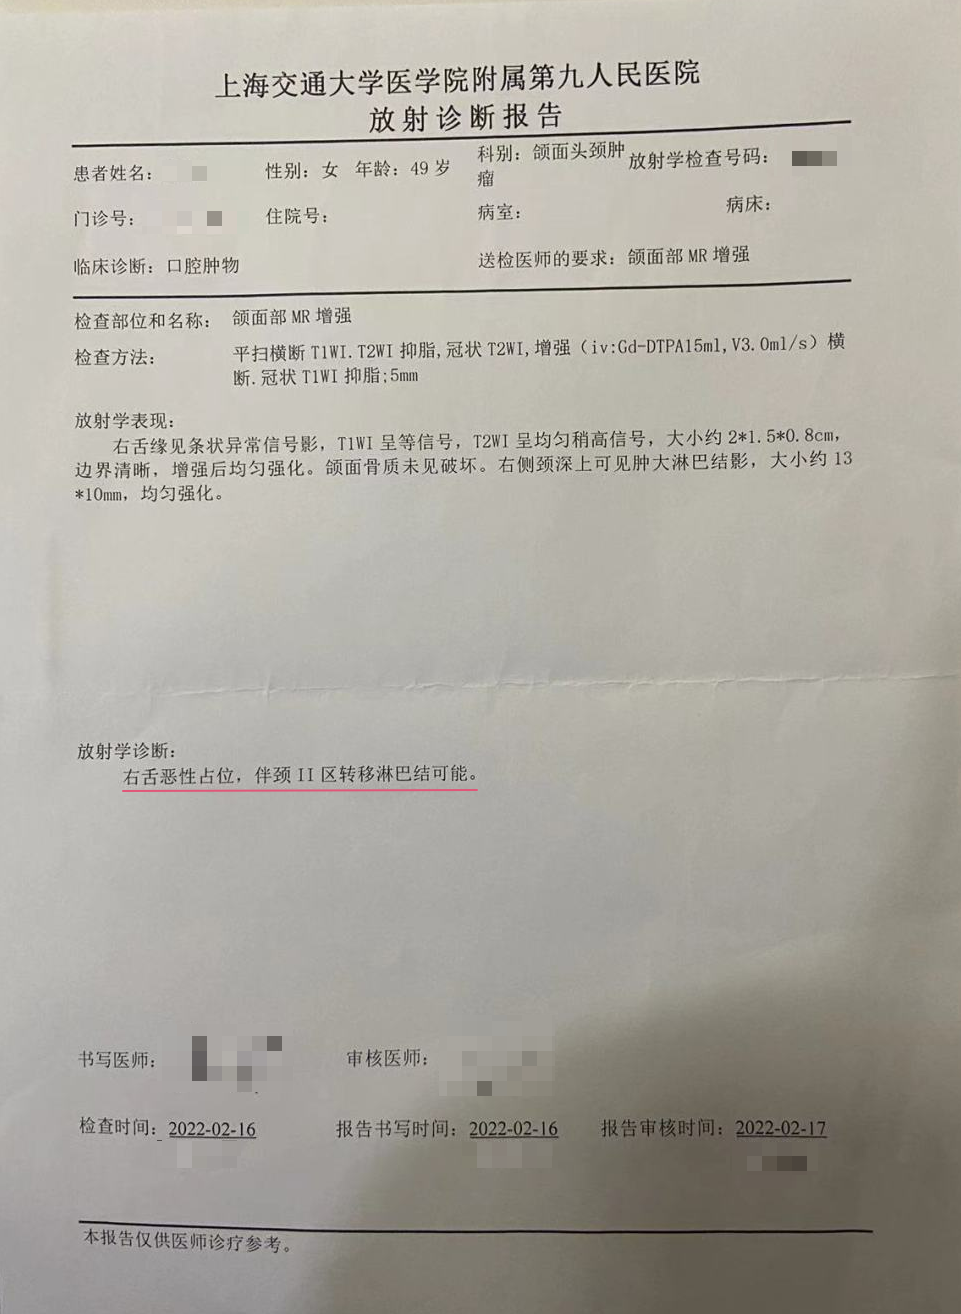 上海交通大学医学院附属第九人民医院
放射诊断报告
患者姓名: 性别: 女 年龄: 49 岁 科别: 颌面头颈肿瘤 放射学检查号码:
门诊号: 住院号: 病室: 病床:
临床诊断: 口腔肿物 送检医师的要求: 颌面部 MR 增强
检查部位和名称: 颌面部 MR 增强
检查方法: 平扫横断 T1WI.T2WI 抑脂,冠状 T2WI,增强（iv:Gd-DTPA15ml,V3.0ml/s）横
断.冠状 T1WI 抑脂;5mm
放射学表现:
右舌缘见条状异常信号影，T1WI 呈等信号，T2WI 呈均匀稍高信号，大小约 2*1.5*0.8cm，
边界清晰，增强后均匀强化。颌面骨质未见破坏。右侧颈深上可见肿大淋巴结影，大小约 13
*10mm，均匀强化。
放射学诊断:
右舌恶性占位，伴颈 II 区转移淋巴结可能。
书写医师: 审核医师:
检查时间: 2022-02-16 报告书写时间: 2022-02-16 报告审核时间: 2022-02-17
本报告仅供医师诊疗参考。